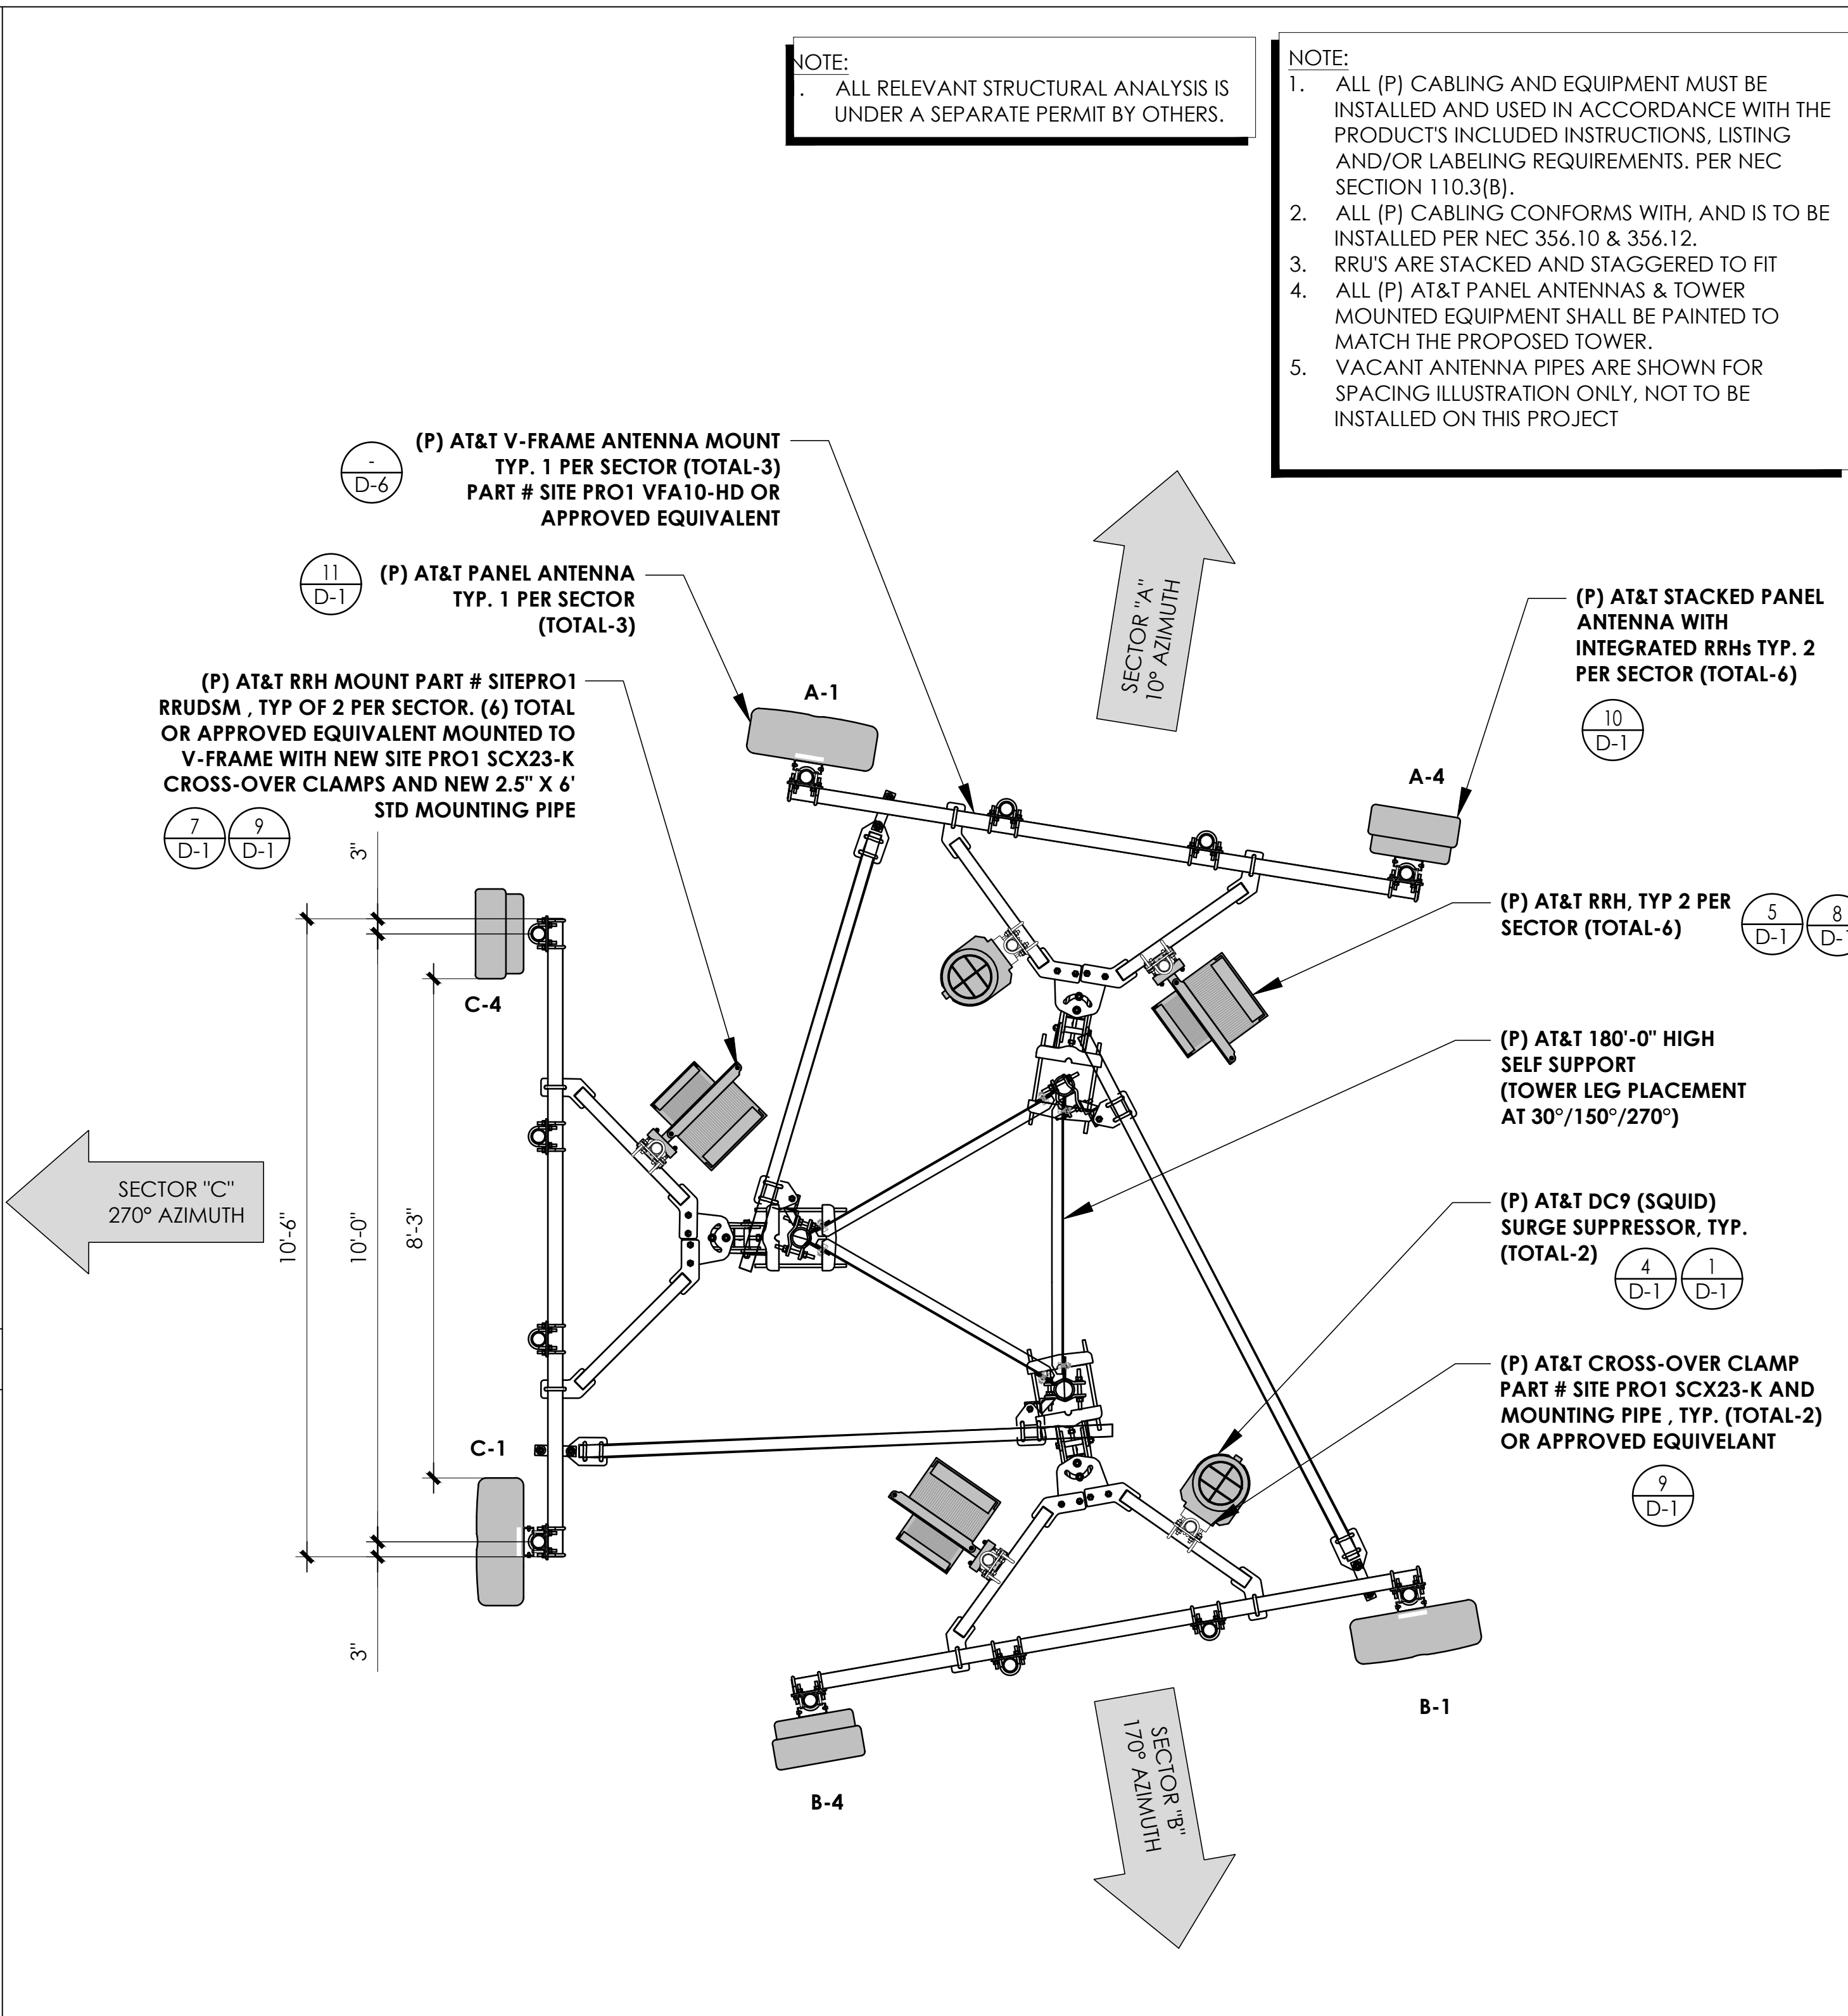 NOTE:
. ALL RELEVANT STRUCTURAL ANALYSIS IS
UNDER A SEPARATE PERMIT BY OTHERS.
NOTE:
1. ALL (P) CABLING AND EQUIPMENT MUST BE
INSTALLED AND USED IN ACCORDANCE WITH THE
PRODUCT'S INCLUDED INSTRUCTIONS, LISTING
AND/OR LABELING REQUIREMENTS. PER NEC
SECTION 110.3(B).
2. ALL (P) CABLING CONFORMS WITH, AND IS TO BE
INSTALLED PER NEC 356.10 & 356.12.
3. RRU'S ARE STACKED AND STAGGERED TO FIT
4. ALL (P) AT&T PANEL ANTENNAS & TOWER
MOUNTED EQUIPMENT SHALL BE PAINTED TO
MATCH THE PROPOSED TOWER.
5. VACANT ANTENNA PIPES ARE SHOWN FOR
SPACING ILLUSTRATION ONLY, NOT TO BE
INSTALLED ON THIS PROJECT
-
D-6
(P) AT&T V-FRAME ANTENNA MOUNT
TYP. 1 PER SECTOR (TOTAL-3)
PART # SITE PRO1 VFA10-HD OR
APPROVED EQUIVALENT
11
D-1
(P) AT&T PANEL ANTENNA
TYP. 1 PER SECTOR
(TOTAL-3)
(P) AT&T RRH MOUNT PART # SITEPRO1
RRUDSM , TYP OF 2 PER SECTOR. (6) TOTAL
OR APPROVED EQUIVALENT MOUNTED TO
V-FRAME WITH NEW SITE PRO1 SCX23-K
CROSS-OVER CLAMPS AND NEW 2.5" X 6'
STD MOUNTING PIPE
7
D-1
9
D-1
SECTOR "A"
10° AZIMUTH
A-1
A-4
(P) AT&T STACKED PANEL
ANTENNA WITH
INTEGRATED RRHs TYP. 2
PER SECTOR (TOTAL-6)
10
D-1
(P) AT&T RRH, TYP 2 PER
SECTOR (TOTAL-6)
5
D-1
8
D-1
(P) AT&T 180'-0" HIGH
SELF SUPPORT
(TOWER LEG PLACEMENT
AT 30°/150°/270°)
(P) AT&T DC9 (SQUID)
SURGE SUPPRESSOR, TYP.
(TOTAL-2)
4
D-1
1
D-1
(P) AT&T CROSS-OVER CLAMP
PART # SITE PRO1 SCX23-K AND
MOUNTING PIPE , TYP. (TOTAL-2)
OR APPROVED EQUIVELANT
9
D-1
3"
C-4
SECTOR "C"
270° AZIMUTH
10'-6"
10'-0"
8'-3"
C-1
3"
B-1
B-4
SECTOR "B"
170° AZIMUTH